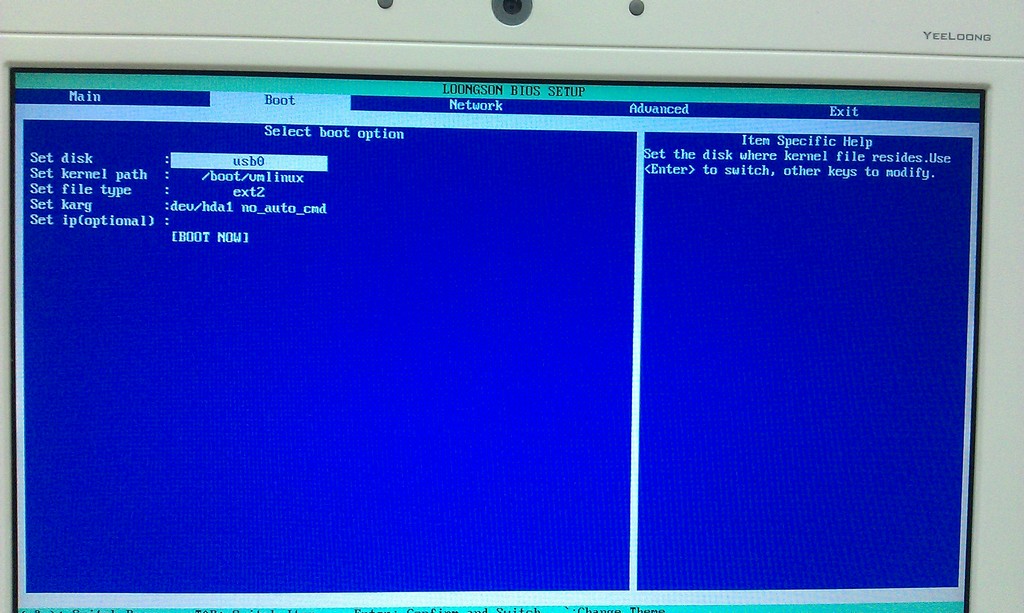 YEELOONG
LOONGSON BIOS SETUP
Main Boot Network Advanced Exit
Select boot option
Set disk : usb0
Set kernel path : /boot/vmlinux
Set file type : ext2
Set karg :dev/hda1 no_auto_cmd
Set ip(optional) :
[BOOT NOW]
Item Specific Help
Set the disk where kernel file resides.Use
<Enter> to switch, other keys to modify.
Enter: Confirm and Switch `:Change Theme